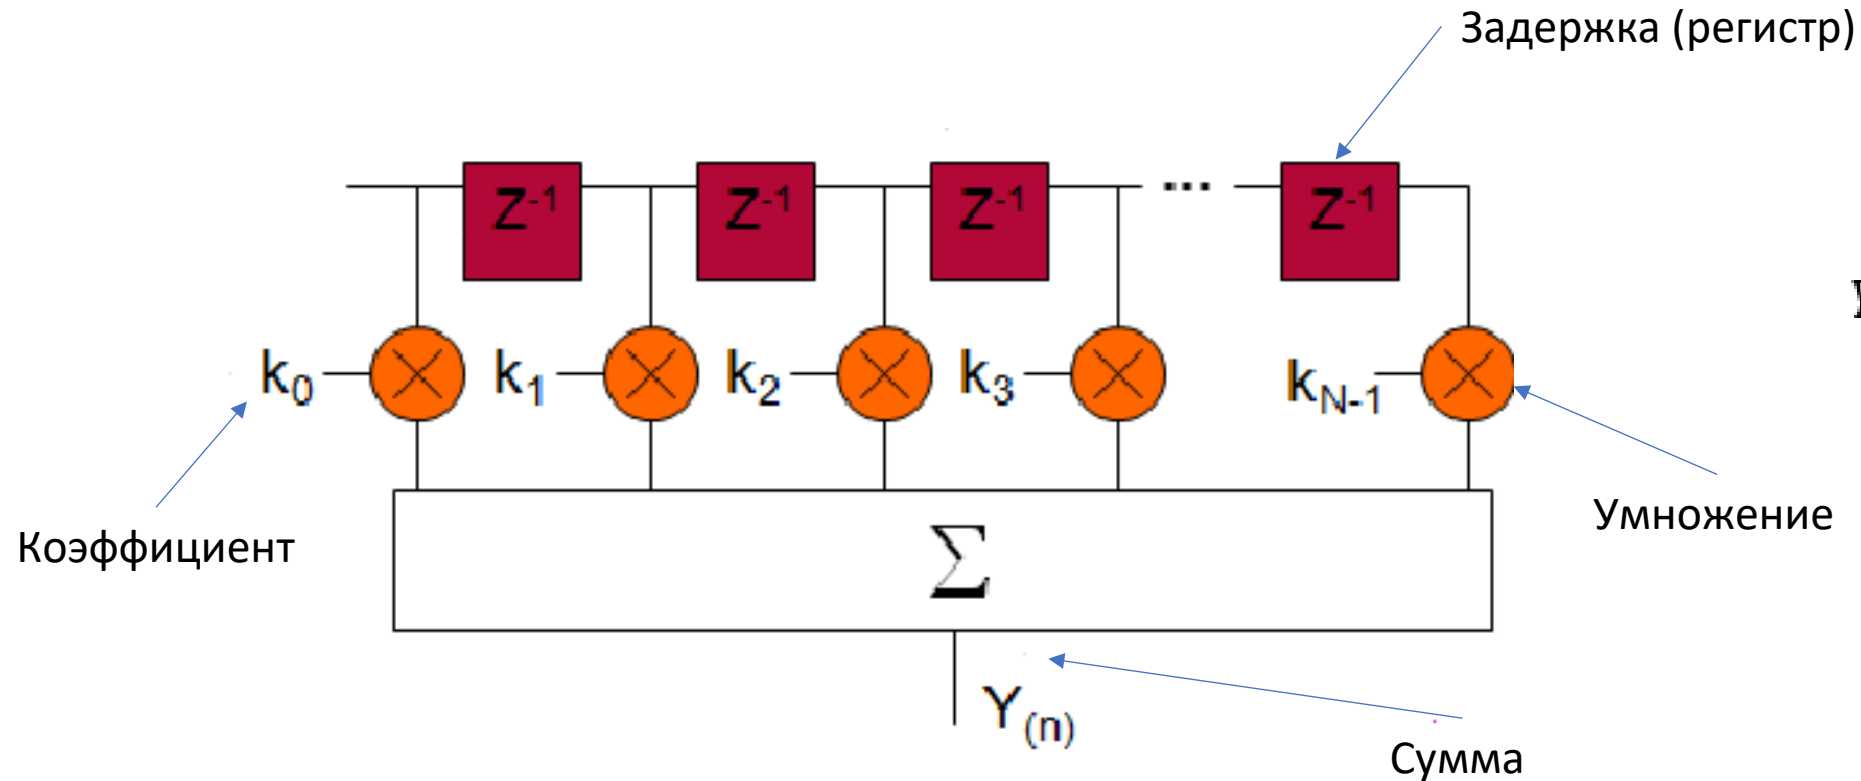 Задержка (регистр)
Z-1 Z-1 Z-1 ... Z-1
k0 k1 k2 k3 kN-1
Коэффициент
Умножение
Σ
Y(n)
Сумма